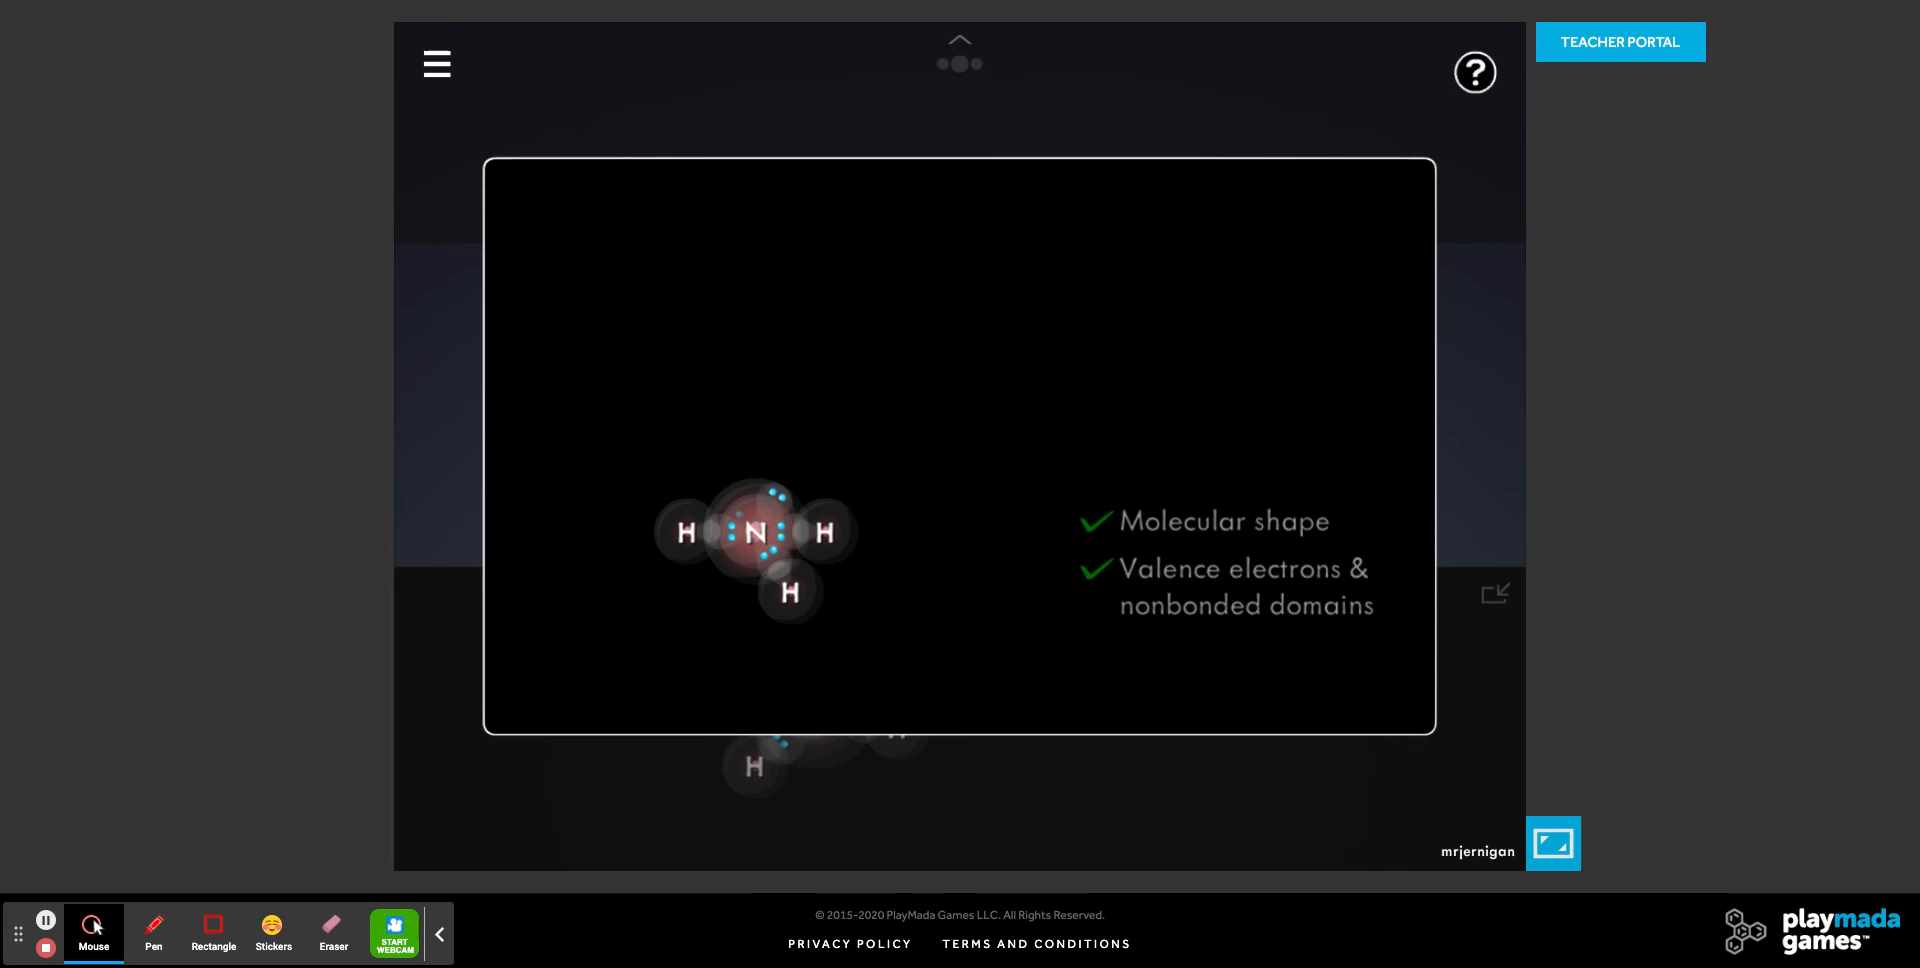 TEACHER PORTAL
?
H N H
H
Molecular shape
Valence electrons &
nonbonded domains
H
H
mrjernigan
Mouse
Pen
Rectangle
Stickers
Eraser
START
WEBCAM
© 2015-2020 PlayMada Games LLC. All Rights Reserved.
PRIVACY POLICY
TERMS AND CONDITIONS
playmada
games™